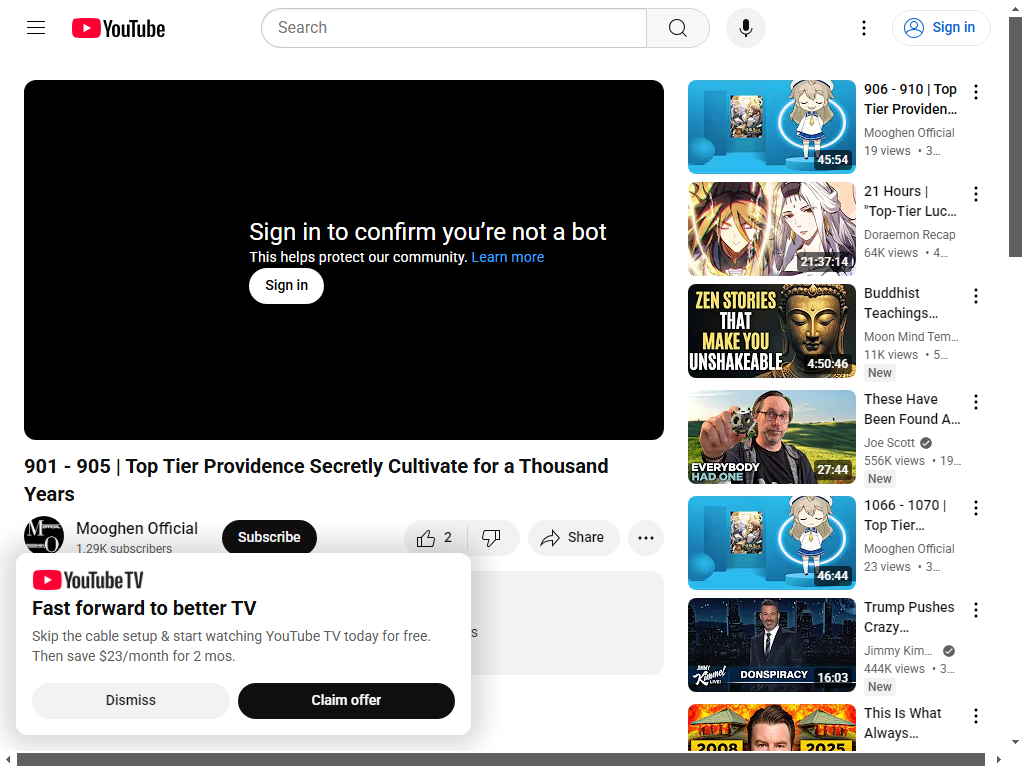 YouTube
Search
Sign in
Sign in to confirm you're not a bot
This helps protect our community. Learn more
Sign in
901 - 905 | Top Tier Providence Secretly Cultivate for a Thousand
Years
Mooghen Official
1.29K subscribers
Subscribe
2
Share
YouTube TV
Fast forward to better TV
Skip the cable setup & start watching YouTube TV today for free.
Then save $23/month for 2 mos.
Dismiss
Claim offer
s
45:54
906 - 910 | Top
Tier Providen...
Mooghen Official
19 views • 3...
21:37:14
21 Hours |
"Top-Tier Luc...
Doraemon Recap
64K views • 4...
ZEN STORIES
THAT
MAKE YOU
UNSHAKEABLE
4:50:46
Buddhist
Teachings...
Moon Mind Tem...
11K views • 5...
New
EVERYBODY
HAD ONE
27:44
These Have
Been Found A...
Joe Scott
556K views • 19...
New
46:44
1066 - 1070 |
Top Tier...
Mooghen Official
23 views • 3...
JIMMY
Kimmel
LIVE!
DONSPIRACY
16:03
Trump Pushes
Crazy...
Jimmy Kim...
444K views • 3...
New
2008
2025
This Is What
Always...